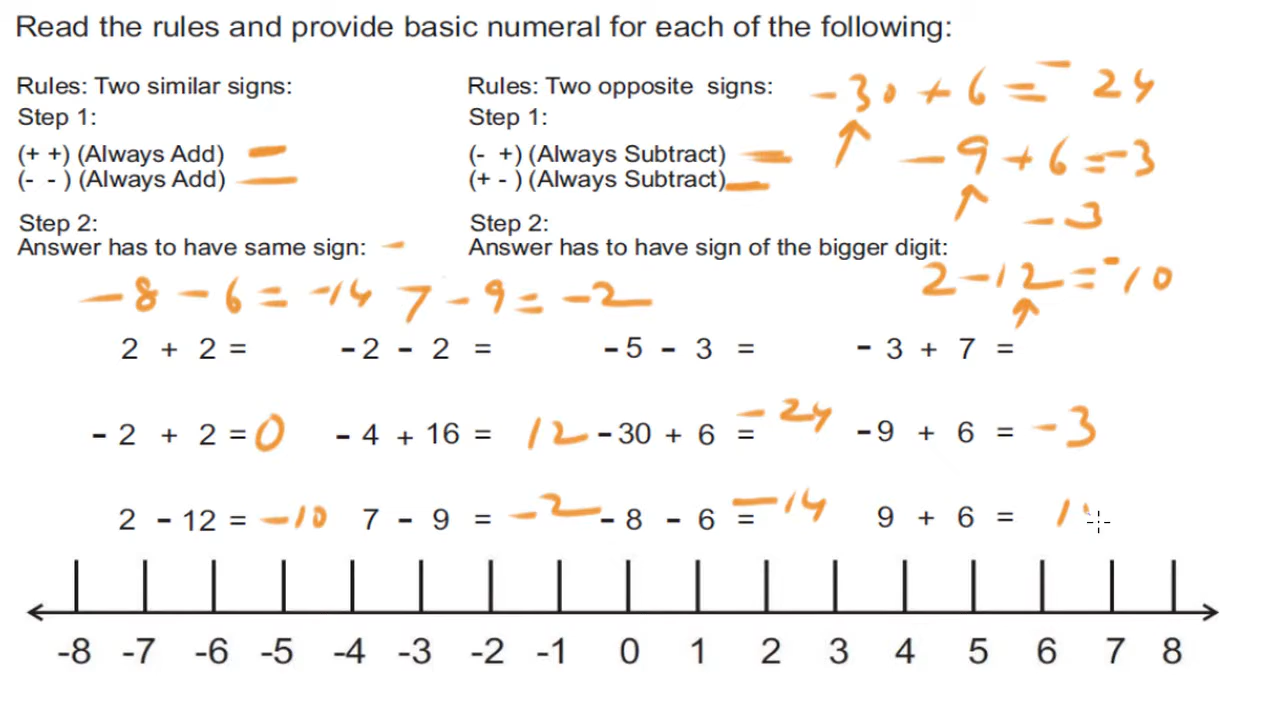 Read the rules and provide basic numeral for each of the following:
Rules: Two similar signs:
Step 1:
(+ +) (Always Add)
(- - ) (Always Add)
Step 2:
Answer has to have same sign: -
Rules: Two opposite signs:
Step 1:
(- +) (Always Subtract)
(+ - ) (Always Subtract)
Step 2:
Answer has to have sign of the bigger digit:
-30 + 6 = -24
-9 + 6 = -3
-3
2 - 12 = -10
-8 - 6 = -14
7 - 9 = -2
2 + 2 =
-2 - 2 =
-5 - 3 =
- 3 + 7 =
- 2 + 2 = 0
- 4 + 16 = 12
-30 + 6 = -24
-9 + 6 = -3
2 - 12 = -10
7 - 9 = -2
- 8 - 6 = -14
9 + 6 = 1
-8 -7 -6 -5 -4 -3 -2 -1 0 1 2 3 4 5 6 7 8